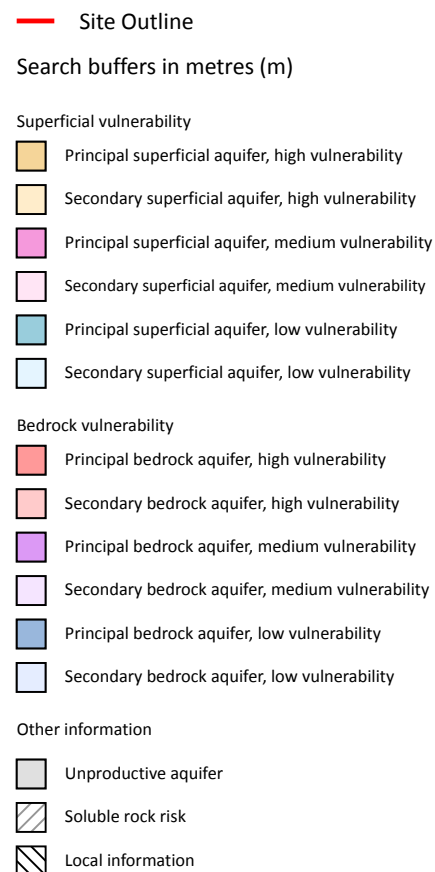 Site Outline
Search buffers in metres (m)
Superficial vulnerability
Principal superficial aquifer, high vulnerability
Secondary superficial aquifer, high vulnerability
Principal superficial aquifer, medium vulnerability
Secondary superficial aquifer, medium vulnerability
Principal superficial aquifer, low vulnerability
Secondary superficial aquifer, low vulnerability
Bedrock vulnerability
Principal bedrock aquifer, high vulnerability
Secondary bedrock aquifer, high vulnerability
Principal bedrock aquifer, medium vulnerability
Secondary bedrock aquifer, medium vulnerability
Principal bedrock aquifer, low vulnerability
Secondary bedrock aquifer, low vulnerability
Other information
Unproductive aquifer
Soluble rock risk
Local information